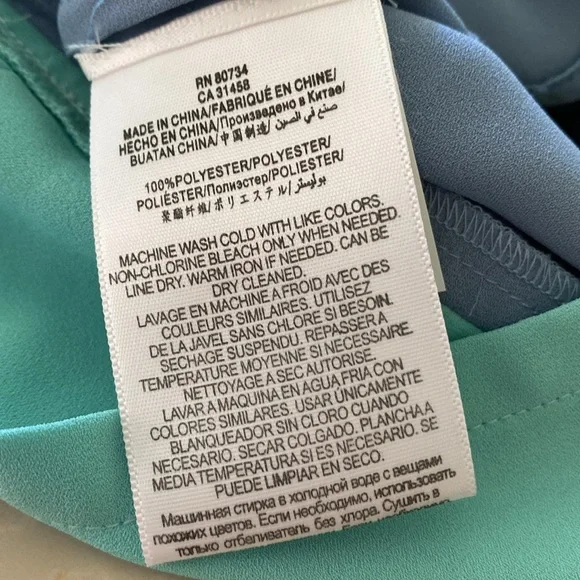 RN 80734
CA 31458
MADE IN CHINA/FABRIQUÉ EN CHINE/
HECHO EN CHINA/Произведено в Китае/
BUATAN CHINA/中国制造/صنع في الصين
100%POLYESTER/POLYESTER/
POLIÉSTER/Полиэстер/POLIESTER/
聚酯纤维/ポリエステル/بوليستر
MACHINE WASH COLD WITH LIKE COLORS.
NON-CHLORINE BLEACH ONLY WHEN NEEDED.
LINE DRY. WARM IRON IF NEEDED. CAN BE
DRY CLEANED.
LAVAGE EN MACHINE A FROID AVEC DES
COULEURS SIMILAIRES. UTILISEZ
DE LA JAVEL SANS CHLORE SI BESOIN.
SECHAGE SUSPENDU. REPASSER A
TEMPERATURE MOYENNE SI NECESSAIRE.
NETTOYAGE A SEC AUTORISE
LAVAR A MAQUINA EN AGUA FRIA CON
COLORES SIMILARES. USAR ÚNICAMENTE
BLANQUEADOR SIN CLORO CUANDO
NECESARIO. SECAR COLGADO. PLANCHA A
MEDIA TEMPERATURA SI ES NECESARIO. SE
PUEDE LIMPIAR EN SECO.
Машинная стирка в холодной воде с вещами
похожих цветов. Если необходимо, использовать
только отбеливатель без хлора. Сушить в